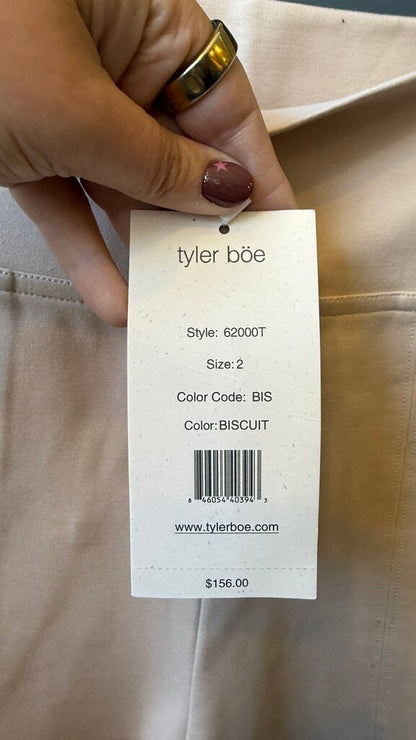 tyler böe
Style: 62000T
Size: 2
Color Code: BIS
Color:BISCUIT
8 46054 40394 3
www.tylerboe.com
$156.00